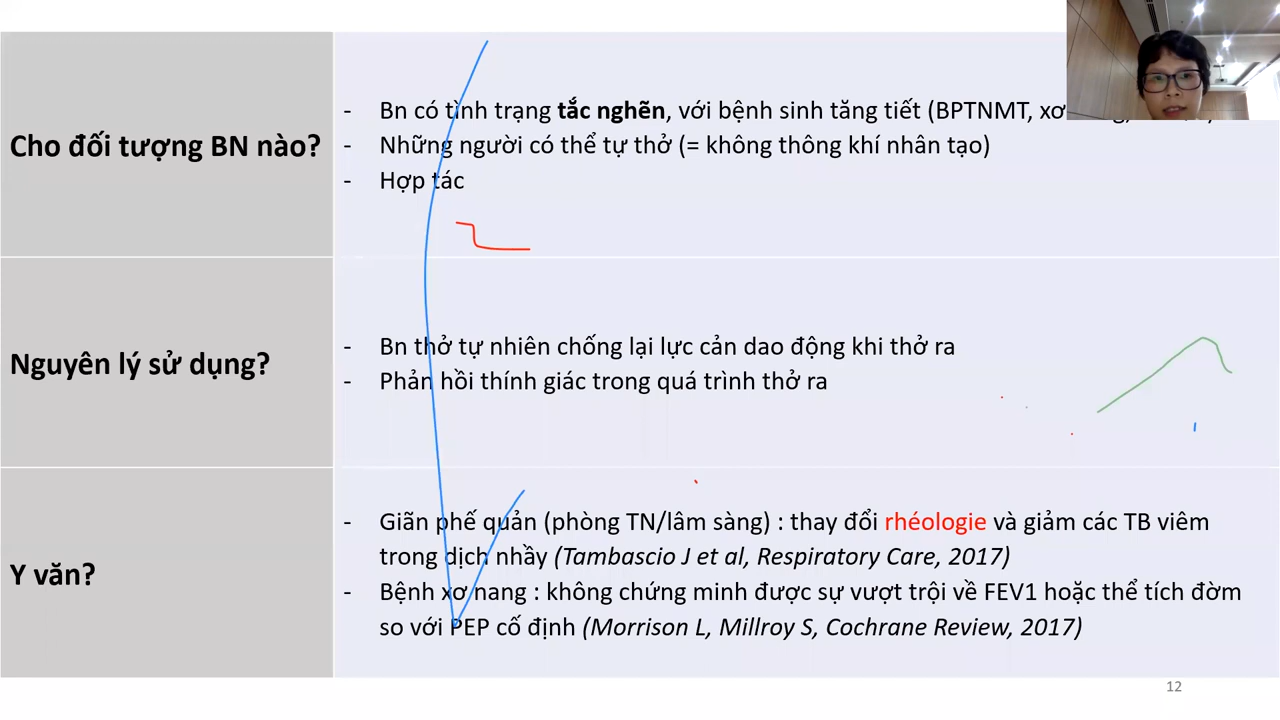 Cho đối tượng BN nào?
- Bn có tình trạng tắc nghẽn, với bệnh sinh tăng tiết (BPTNMT, xơ
- Những người có thể tự thở (= không thông khí nhân tạo)
- Hợp tác
Nguyên lý sử dụng?
- Bn thở tự nhiên chống lại lực cản dao động khi thở ra
- Phản hồi thính giác trong quá trình thở ra
Y văn?
- Giãn phế quản (phòng TN/lâm sàng) : thay đổi rhéologie và giảm các TB viêm
trong dịch nhầy (Tambascio J et al, Respiratory Care, 2017)
- Bệnh xơ nang : không chứng minh được sự vượt trội về FEV1 hoặc thể tích đờm
so với PEP cố định (Morrison L, Millroy S, Cochrane Review, 2017)
12